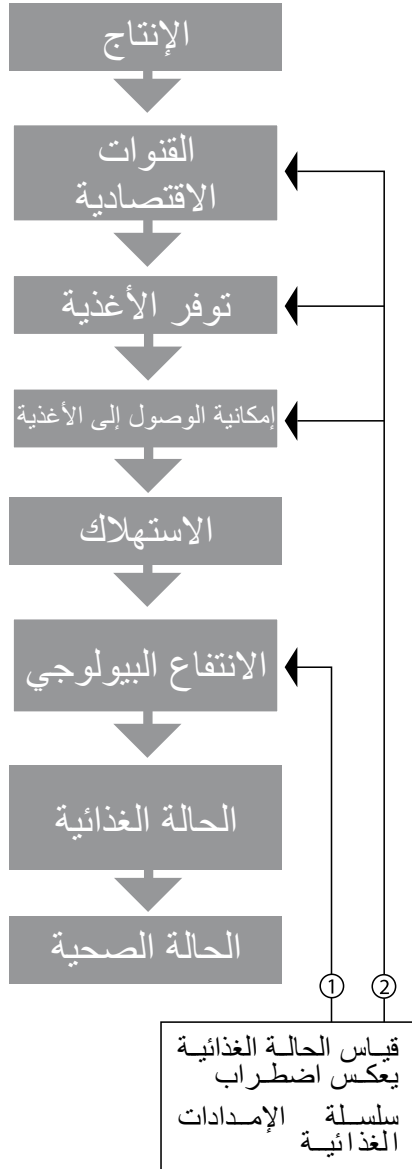 الإنتاج
القنوات
الاقتصادية
توفر الأغذية
إمكانية الوصول إلى الأغذية
الاستهلاك
الانتفاع البيولوجي
الحالة الغذائية
الحالة الصحية
① ②
قياس الحالة الغذائية
يعكس اضطراب
سلسلة الإمدادات
الغذائية